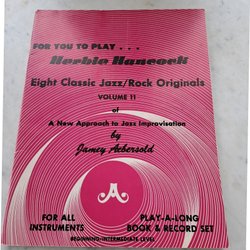 FOR YOU TO PLAY . . .
Herbie Hancock
Eight Classic Jazz/Rock Originals
VOLUME 11
of
A New Approach to Jazz Improvisation
by
Jamey Aebersold
FOR ALL
INSTRUMENTS
PLAY-A-LONG
BOOK & RECORD SET
BEGINNING/INTERMEDIATE LEVEL